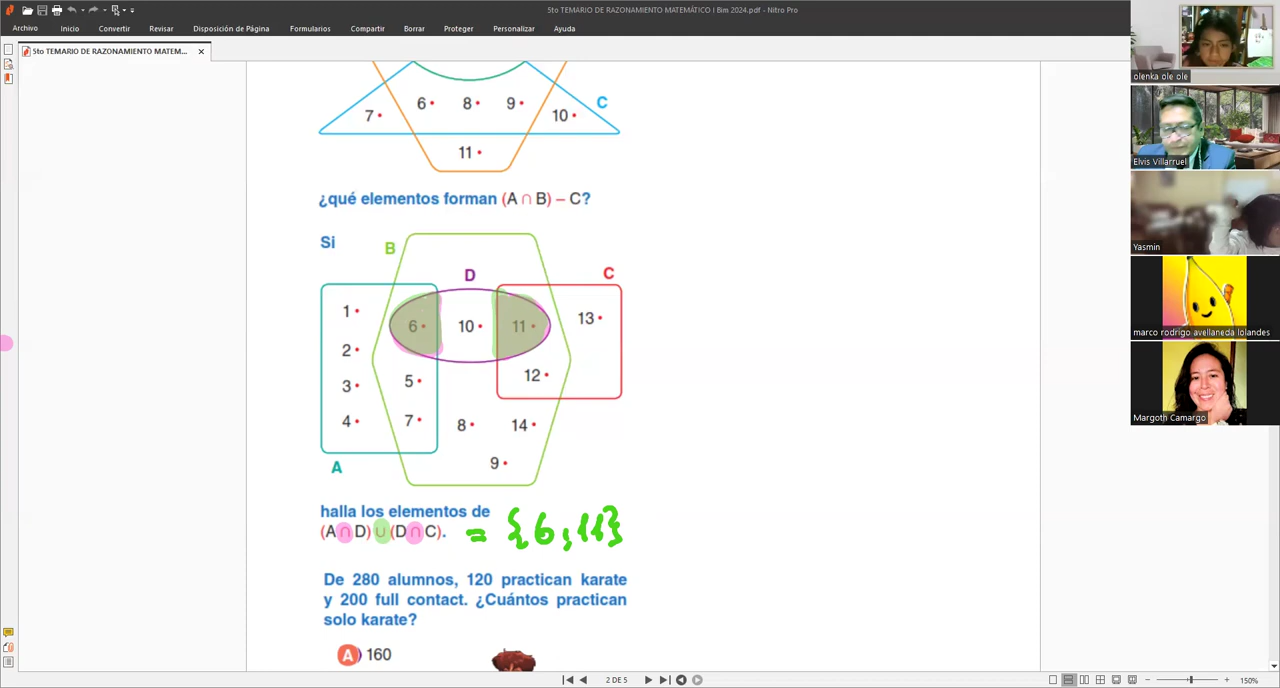 5to TEMARIO DE RAZONAMIENTO MATEMÁTICO I Bim 2024.pdf - Nitro Pro
Archivo Inicio Convertir Revisar Disposición de Página Formularios Compartir Borrar Proteger Personalizar Ayuda
5to TEMARIO DE RAZONAMIENTO MATEM...
7 6 8 9 10 C
11
¿qué elementos forman (A ∩ B) – C?
Si
B
D
C
1
6 10 11 13
2
3 5 12
4 7 8 14
9
A
halla los elementos de
(A∩D) ∪ (D∩C). = {6,11}
De 280 alumnos, 120 practican karate
y 200 full contact. ¿Cuántos practican
solo karate?
A) 160
olenka ole ole
Elvis Villarruel
Yasmin
marco rodrigo avellaneda lolandes
Margoth Camargo
2 DE 5
150%